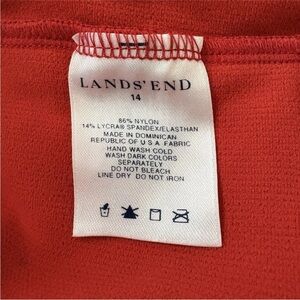 LANDS' END
14
86% NYLON
14% LYCRA® SPANDEX/ELASTHAN
MADE IN DOMINICAN
REPUBLIC OF U.S.A. FABRIC
HAND WASH COLD
WASH DARK COLORS
SEPARATELY
DO NOT BLEACH
LINE DRY DO NOT IRON